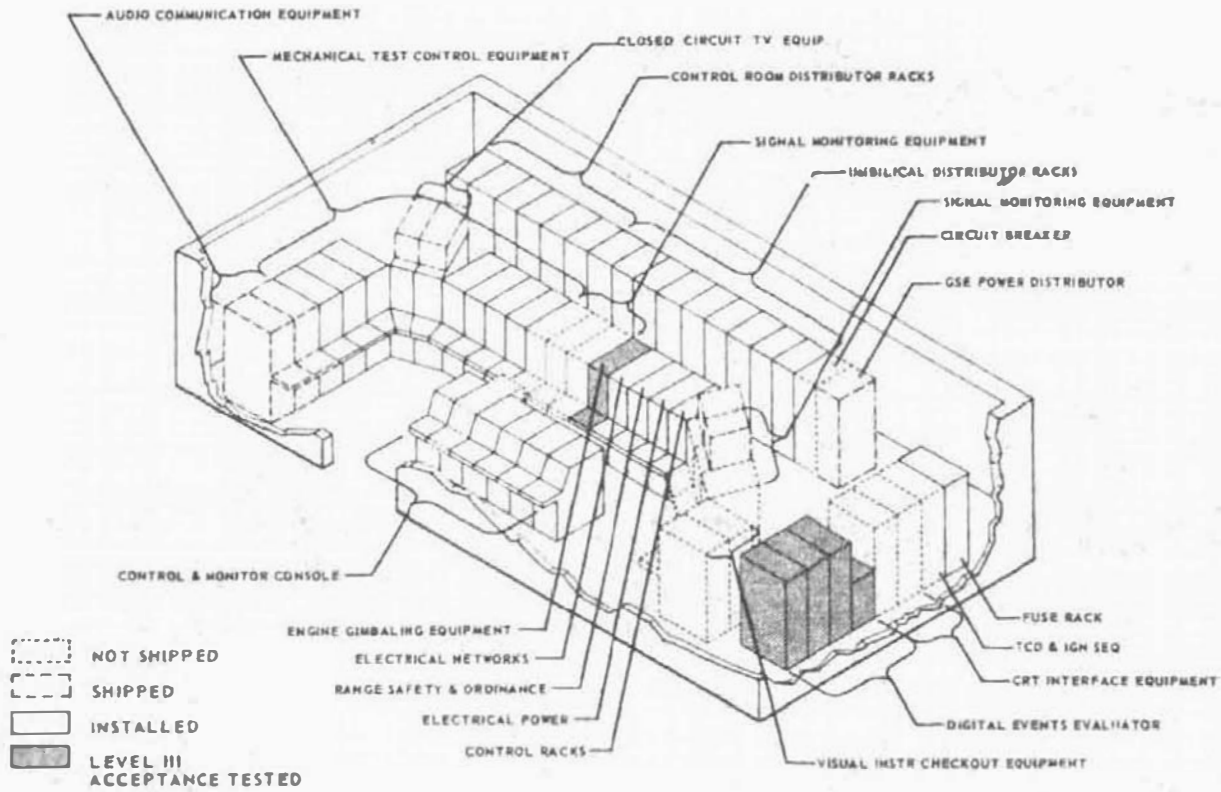 AUDIO COMMUNICATION EQUIPMENT
CLOSED CIRCUIT TV EQUIP.
MECHANICAL TEST CONTROL EQUIPMENT
CONTROL ROOM DISTRIBUTOR RACKS
SIGNAL MONITORING EQUIPMENT
IMBILICAL DISTRIBUTOR RACKS
SIGNAL MONITORING EQUIPMENT
CIRCUIT BREAKER
GSE POWER DISTRIBUTOR
CONTROL & MONITOR CONSOLE
ENGINE GIMBALING EQUIPMENT
ELECTRICAL NETWORKS
RANGE SAFETY & ORDINANCE
ELECTRICAL POWER
CONTROL RACKS
FUSE RACK
TCD & IGN SEQ
CRT INTERFACE EQUIPMENT
DIGITAL EVENTS EVALUATOR
VISUAL INSTR CHECKOUT EQUIPMENT
NOT SHIPPED
SHIPPED
INSTALLED
LEVEL III
ACCEPTANCE TESTED